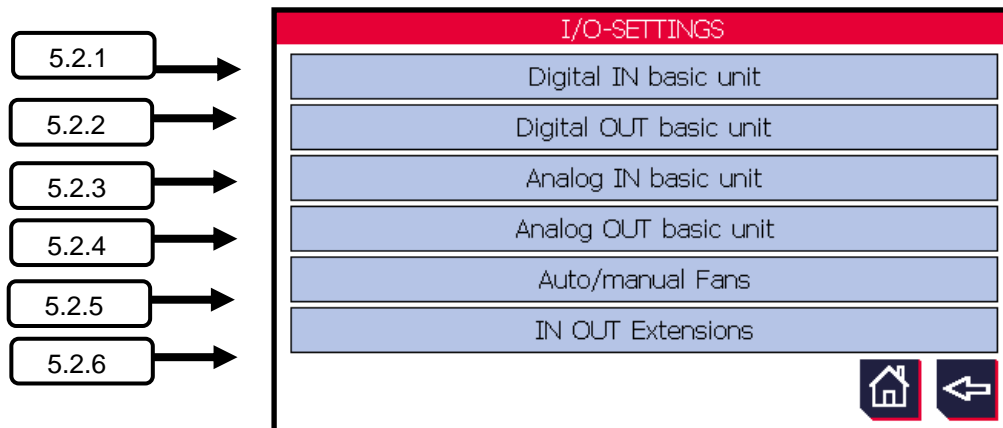 I/O-SETTINGS
5.2.1 Digital IN basic unit
5.2.2 Digital OUT basic unit
5.2.3 Analog IN basic unit
5.2.4 Analog OUT basic unit
5.2.5 Auto/manual Fans
5.2.6 IN OUT Extensions